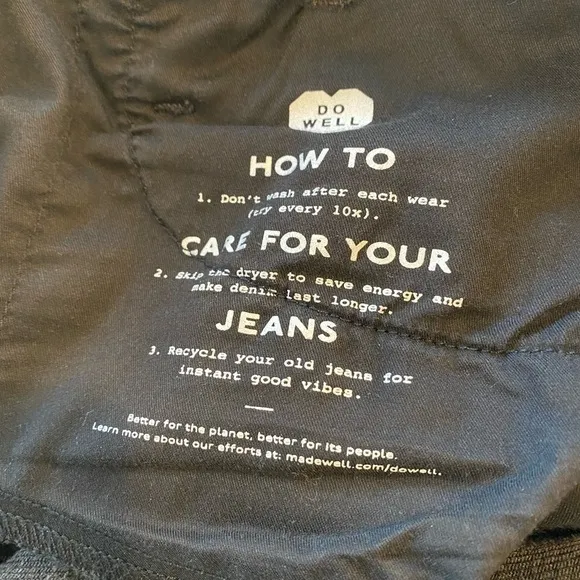 DO
WELL
HOW TO
1. Don't wash after each wear
(try every 10x).
CARE FOR YOUR
2. Skip the dryer to save energy and
make denim last longer.
JEANS
3. Recycle your old jeans for
instant good vibes.
Better for the planet, better for its people.
Learn more about our efforts at: madewell.com/dowell.